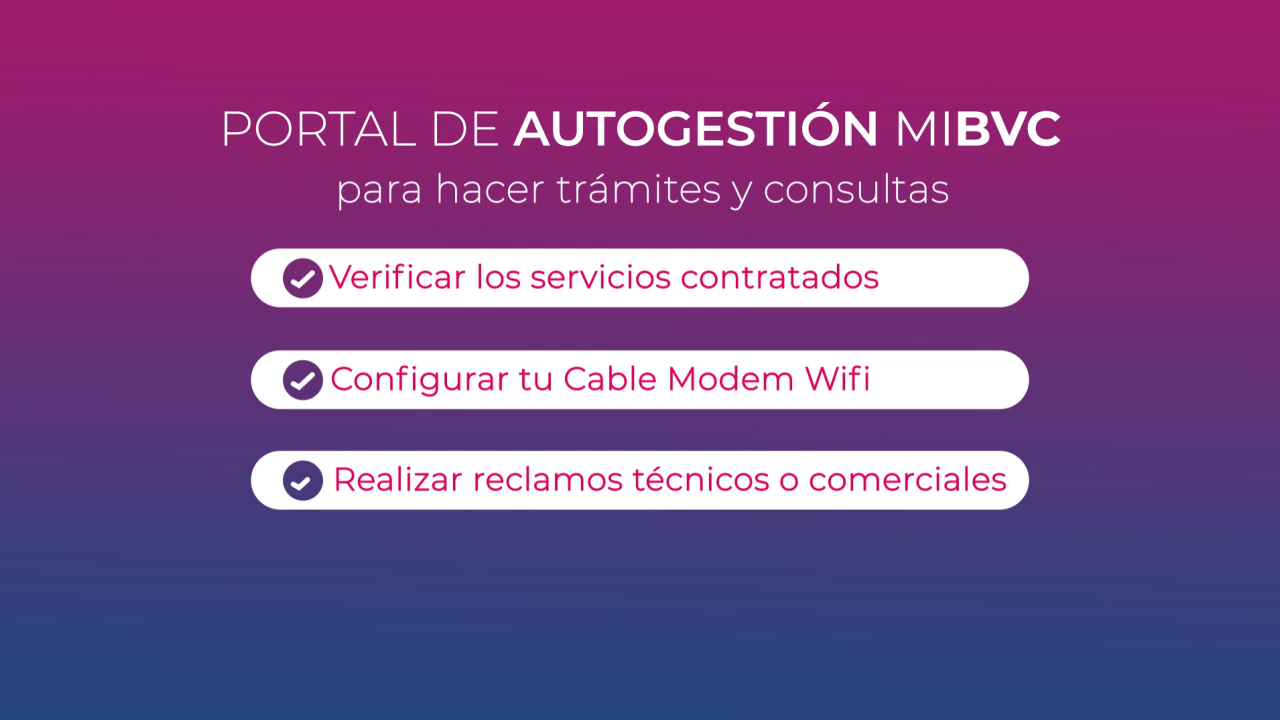 PORTAL DE AUTOGESTIÓN MIBVC
para hacer trámites y consultas
Verificar los servicios contratados
Configurar tu Cable Modem Wifi
Realizar reclamos técnicos o comerciales